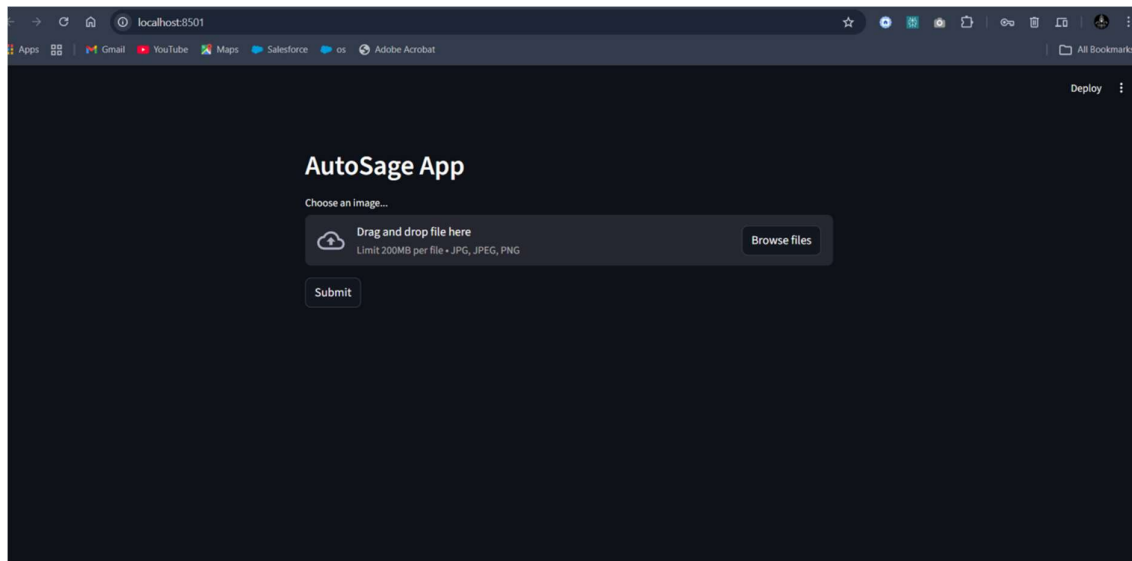 localhost:8501
Apps Gmail YouTube Maps Salesforce os Adobe Acrobat All Bookmarks
Deploy
AutoSage App
Choose an image...
Drag and drop file here
Limit 200MB per file • JPG, JPEG, PNG
Browse files
Submit